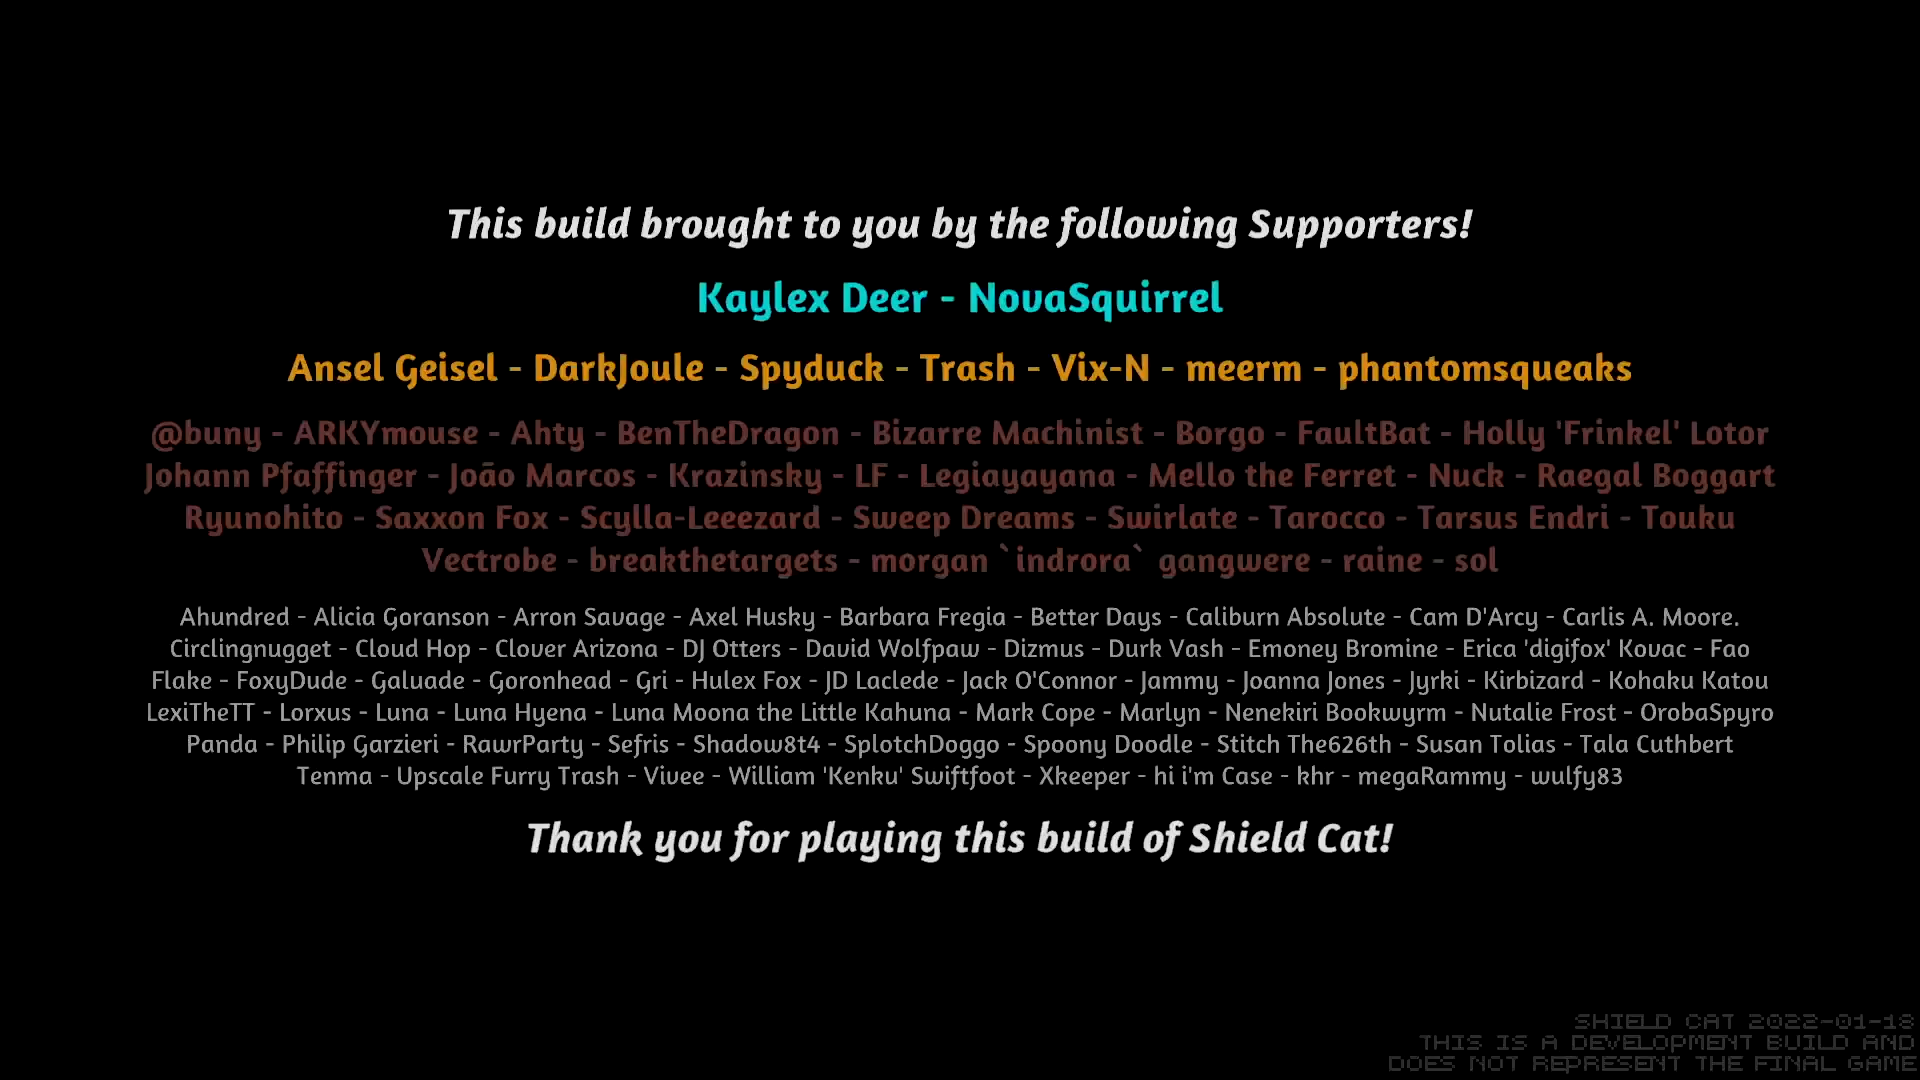 This build brought to you by the following Supporters!
Kaylex Deer - NovaSquirrel
Ansel Geisel - DarkJoule - Spyduck - Trash - Vix-N - meerm - phantomsqueaks
@buny - ARKYmouse - Ahty - BenTheDragon - Bizarre Machinist - Borgo - FaultBat - Holly 'Frinkel' Lotor
Johann Pfaffinger - João Marcos - Krazinsky - LF - Legiayayana - Mello the Ferret - Nuck - Raegal Boggart
Ryunohito - Saxxon Fox - Scylla-Leeezard - Sweep Dreams - Swirlate - Tarocco - Tarsus Endri - Touku
Vectrobe - breakthetargets - morgan `indrora` gangwere - raine - sol
Ahundred - Alicia Goranson - Arron Savage - Axel Husky - Barbara Fregia - Better Days - Caliburn Absolute - Cam D'Arcy - Carlis A. Moore.
Circlingnugget - Cloud Hop - Clover Arizona - DJ Otters - David Wolfpaw - Dizmus - Durk Vash - Emoney Bromine - Erica 'digifox' Kovac - Fao
Flake - FoxyDude - Galuade - Goronhead - Gri - Hulex Fox - JD Laclede - Jack O'Connor - Jammy - Joanna Jones - Jyrki - Kirbizard - Kohaku Katou
LexiTheTT - Lorxus - Luna - Luna Hyena - Luna Moona the Little Kahuna - Mark Cope - Marlyn - Nenekiri Bookwyrm - Nutalie Frost - OrobaSpyro
Panda - Philip Garzieri - RawrParty - Sefris - Shadow8t4 - SplotchDoggo - Spoony Doodle - Stitch The626th - Susan Tolias - Tala Cuthbert
Tenma - Upscale Furry Trash - Vivee - William 'Kenku' Swiftfoot - Xkeeper - hi i'm Case - khr - megaRammy - wulfy83
Thank you for playing this build of Shield Cat!
SHIELD CAT 2022-01-18
THIS IS A DEVELOPMENT BUILD AND
DOES NOT REPRESENT THE FINAL GAME